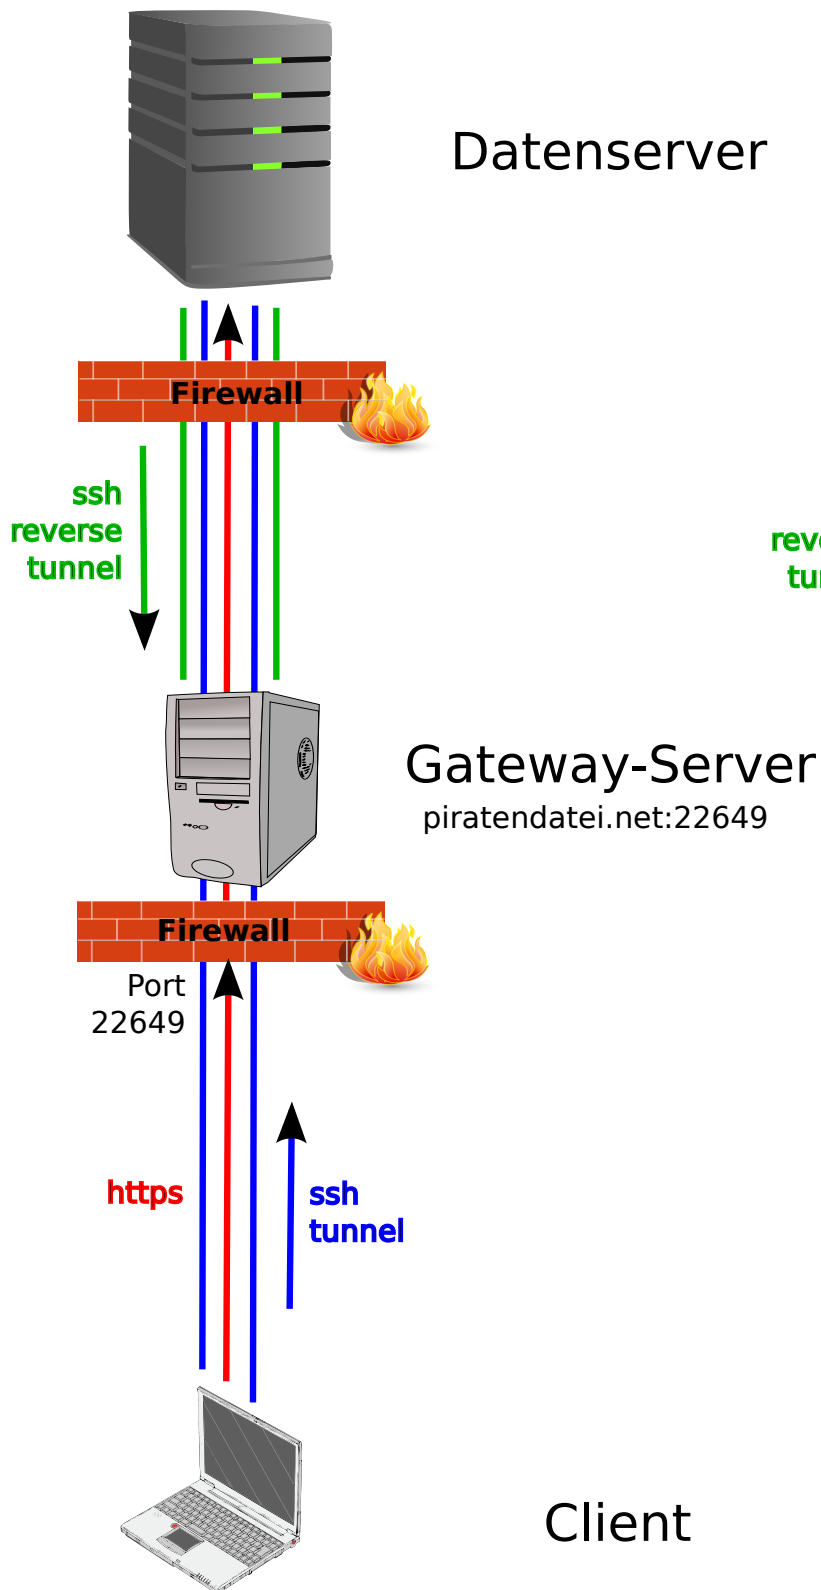 Datenserver
Firewall
ssh
reverse
tunnel
Gateway-Server
piratendatei.net:22649
Firewall
Port
22649
https
ssh
tunnel
Client